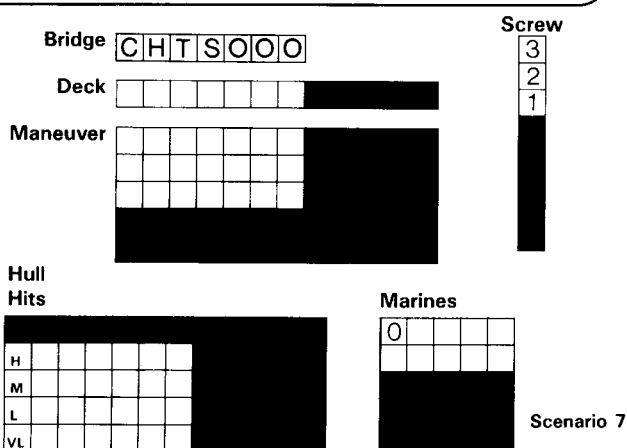 Screw
Bridge C H T S O O O
3
2
1
Deck
Maneuver
Hull
Hits
H
M
L
VL
Marines
O
Scenario 7